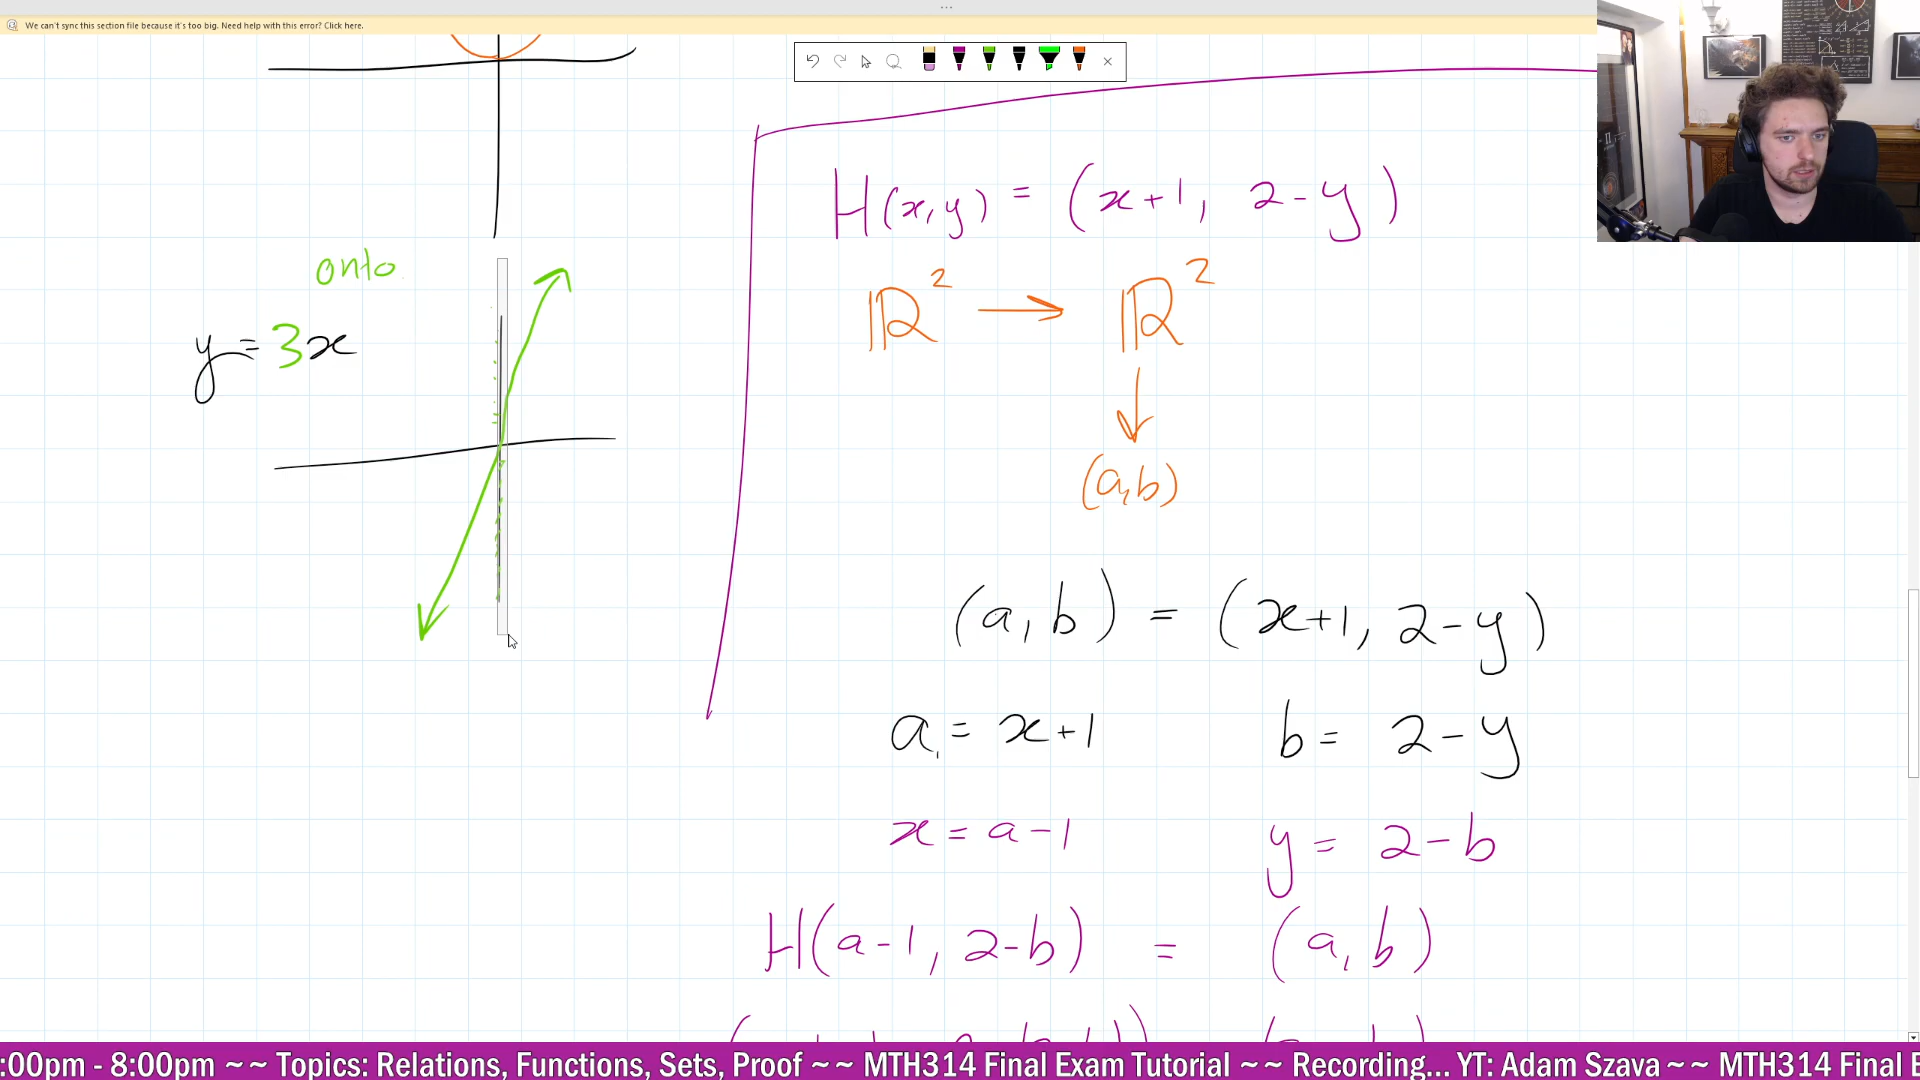 We can't sync this section file because it's too big. Need help with this error? Click here.
onto
y = 3x
H(x,y) = (x+1, 2-y)
ℝ² → ℝ²
(a,b)
(a, b) = (x+1, 2-y)
a = x+1 b = 2-y
x = a-1 y = 2-b
H(a-1, 2-b) = (a, b)
:00pm - 8:00pm ~~ Topics: Relations, Functions, Sets, Proof ~~ MTH314 Final Exam Tutorial ~~ Recording... YT: Adam Szava ~~ MTH314 Final E